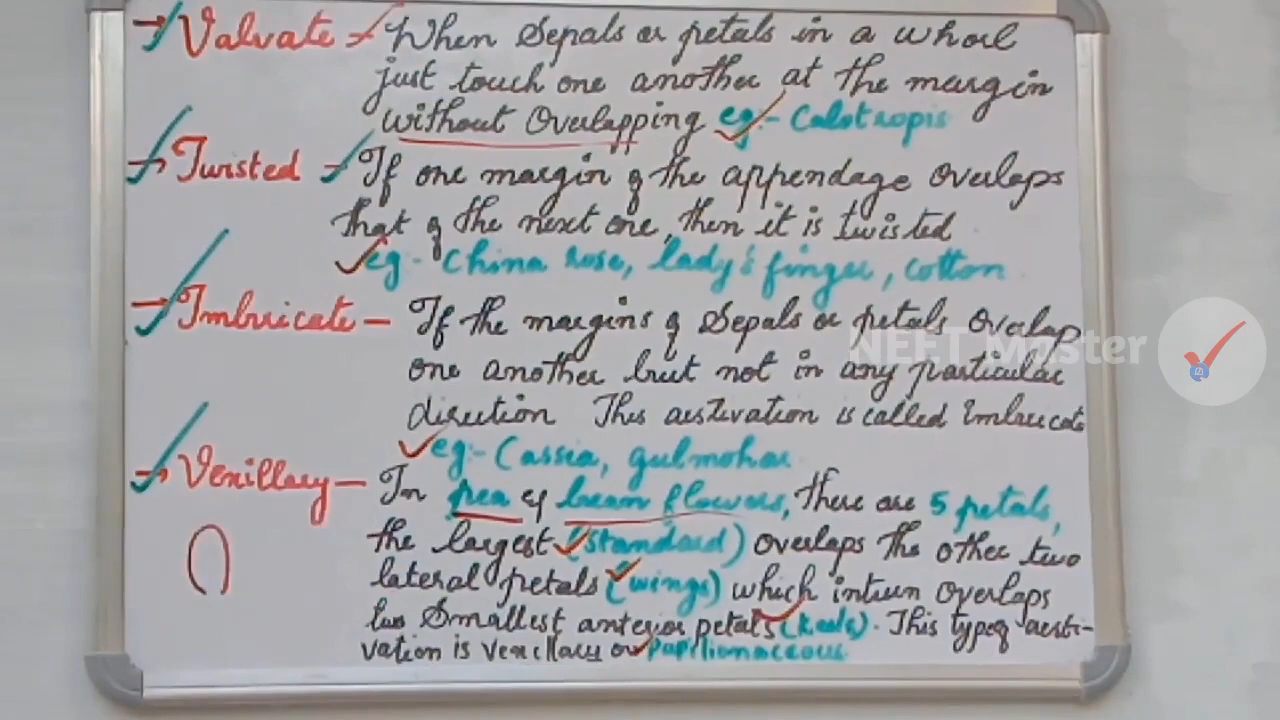 → Valvate - When Sepals or petals in a whorl
just touch one another at the margin
without overlapping eg:- Calotropis
→ Twisted - If one margin of the appendage overlaps
that of the next one, then it is twisted
eg - China rose, lady's finger, cotton
→ Imbricate - If the margins of Sepals or petals overlap
one another but not in any particular
direction This aestivation is called imbricate
eg:- Cassia, gulmohar
→ Vexillary - In pea & bean flowers, there are 5 petals,
the largest (standard) overlaps the other two
lateral petals (wings) which inturn overlaps
two Smallest anterior petals (keels). This type of aesti-
vation is vexillary or papilionaceous
NEET Master